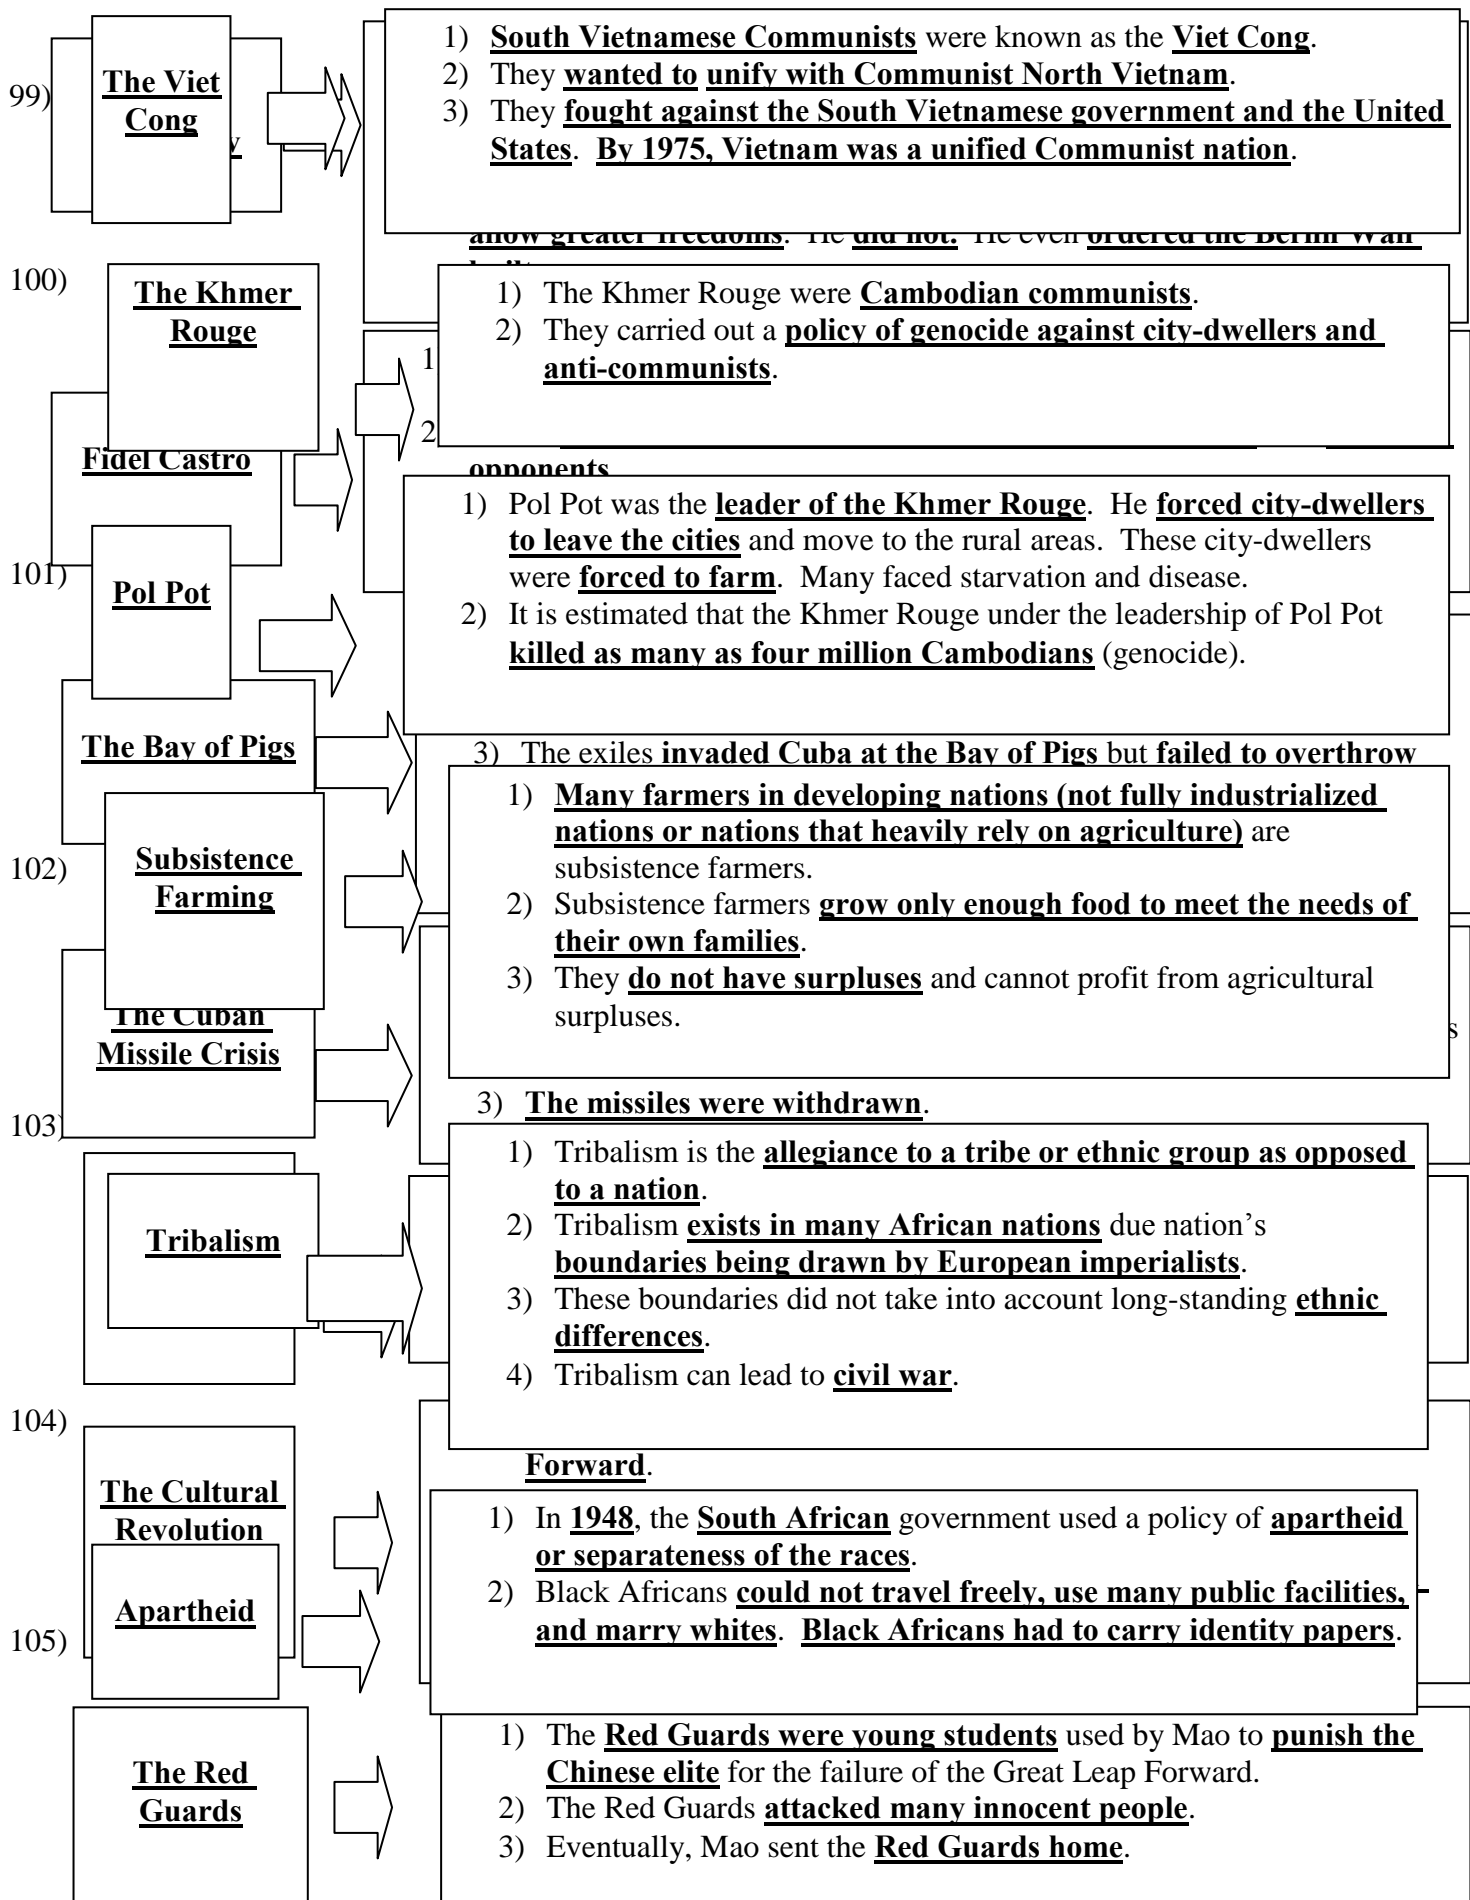 99)
The Viet
Cong
1) South Vietnamese Communists were known as the Viet Cong.
2) They wanted to unify with Communist North Vietnam.
3) They fought against the South Vietnamese government and the United
States. By 1975, Vietnam was a unified Communist nation.
allow greater freedoms. He did not. He even ordered the Berlin Wall
100)
The Khmer
Rouge
1) The Khmer Rouge were Cambodian communists.
2) They carried out a policy of genocide against city-dwellers and
anti-communists.
1
2
Fidel Castro
opponents
101)
Pol Pot
1) Pol Pot was the leader of the Khmer Rouge. He forced city-dwellers
to leave the cities and move to the rural areas. These city-dwellers
were forced to farm. Many faced starvation and disease.
2) It is estimated that the Khmer Rouge under the leadership of Pol Pot
killed as many as four million Cambodians (genocide).
The Bay of Pigs
3) The exiles invaded Cuba at the Bay of Pigs but failed to overthrow
102)
Subsistence
Farming
1) Many farmers in developing nations (not fully industrialized
nations or nations that heavily rely on agriculture) are
subsistence farmers.
2) Subsistence farmers grow only enough food to meet the needs of
their own families.
3) They do not have surpluses and cannot profit from agricultural
surpluses.
s
The Cuban
Missile Crisis
3) The missiles were withdrawn.
103)
Tribalism
1) Tribalism is the allegiance to a tribe or ethnic group as opposed
to a nation.
2) Tribalism exists in many African nations due nation’s
boundaries being drawn by European imperialists.
3) These boundaries did not take into account long-standing ethnic
differences.
4) Tribalism can lead to civil war.
104)
Forward.
The Cultural
Revolution
Apartheid
1) In 1948, the South African government used a policy of apartheid
or separateness of the races.
2) Black Africans could not travel freely, use many public facilities,
and marry whites. Black Africans had to carry identity papers.
105)
The Red
Guards
1) The Red Guards were young students used by Mao to punish the
Chinese elite for the failure of the Great Leap Forward.
2) The Red Guards attacked many innocent people.
3) Eventually, Mao sent the Red Guards home.